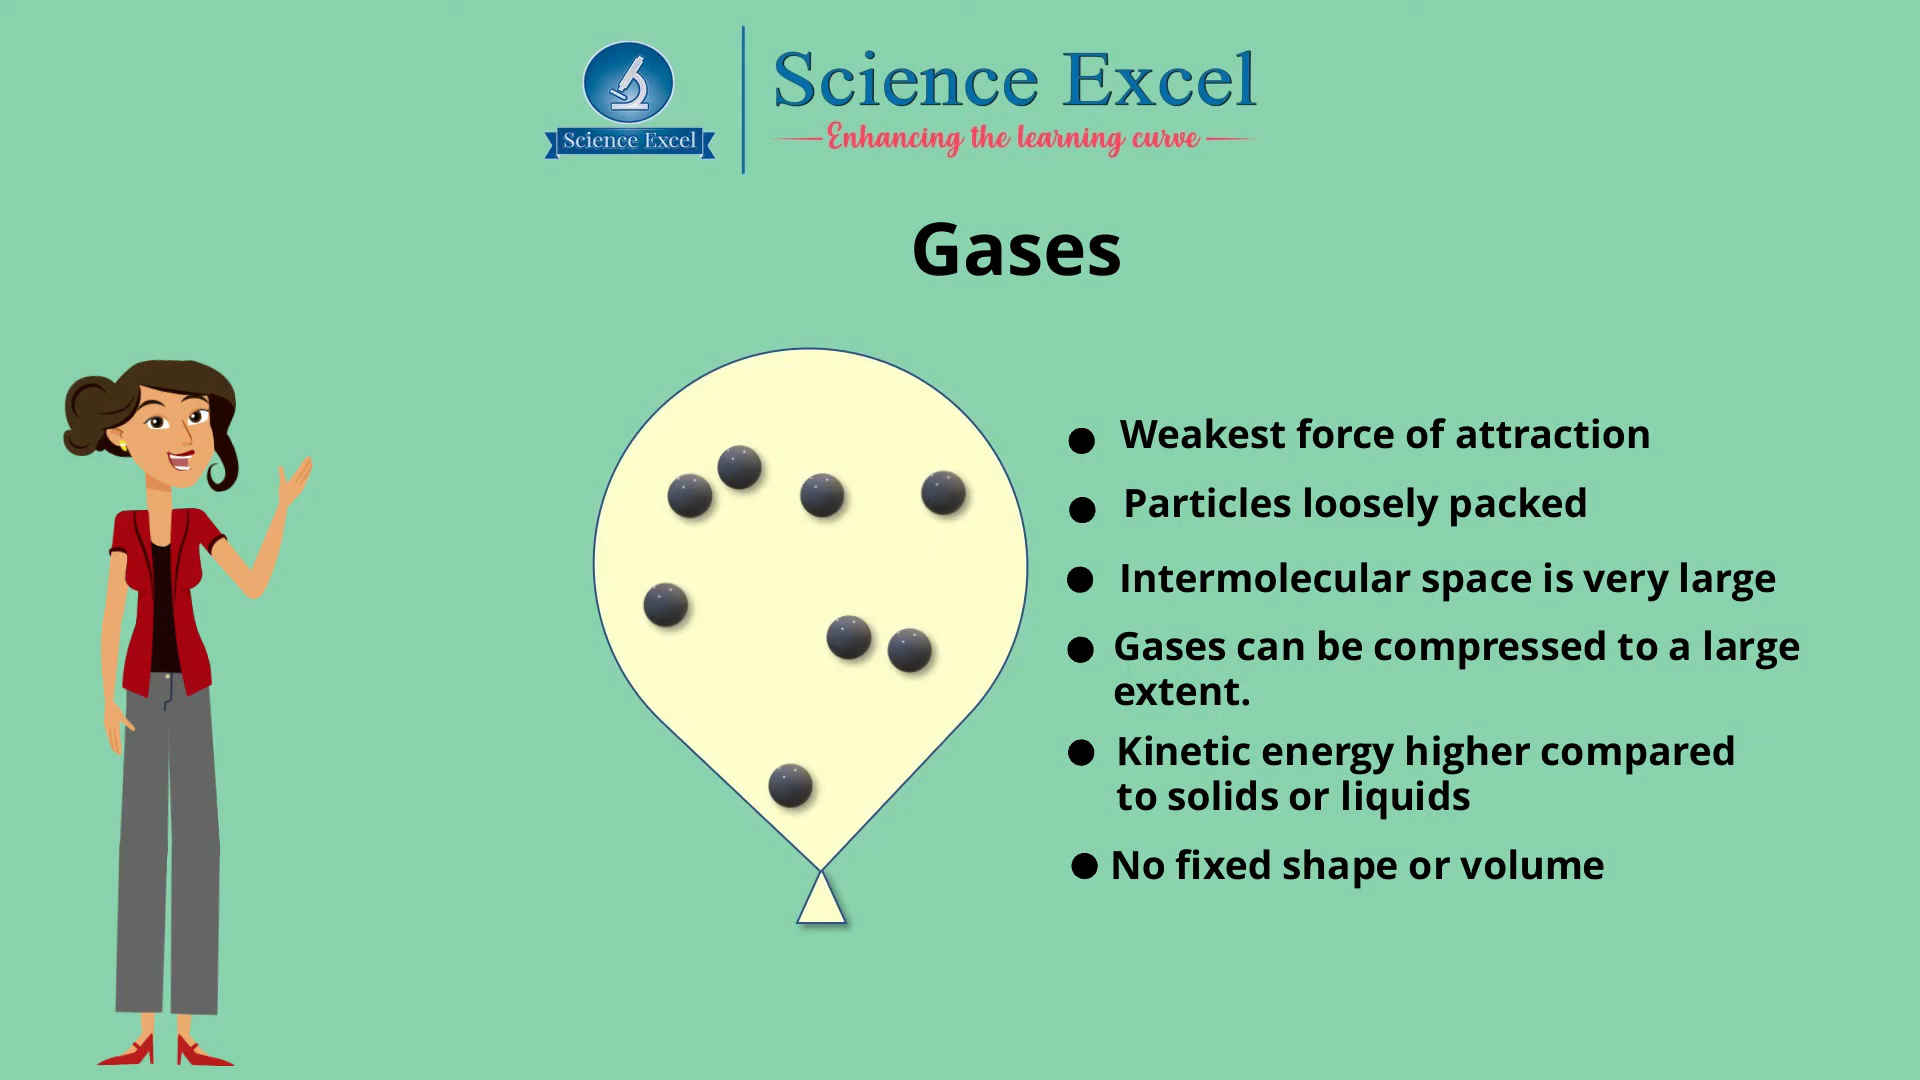 Science Excel
Science Excel
Enhancing the learning curve
Gases
● Weakest force of attraction
● Particles loosely packed
● Intermolecular space is very large
● Gases can be compressed to a large
extent.
● Kinetic energy higher compared
to solids or liquids
● No fixed shape or volume